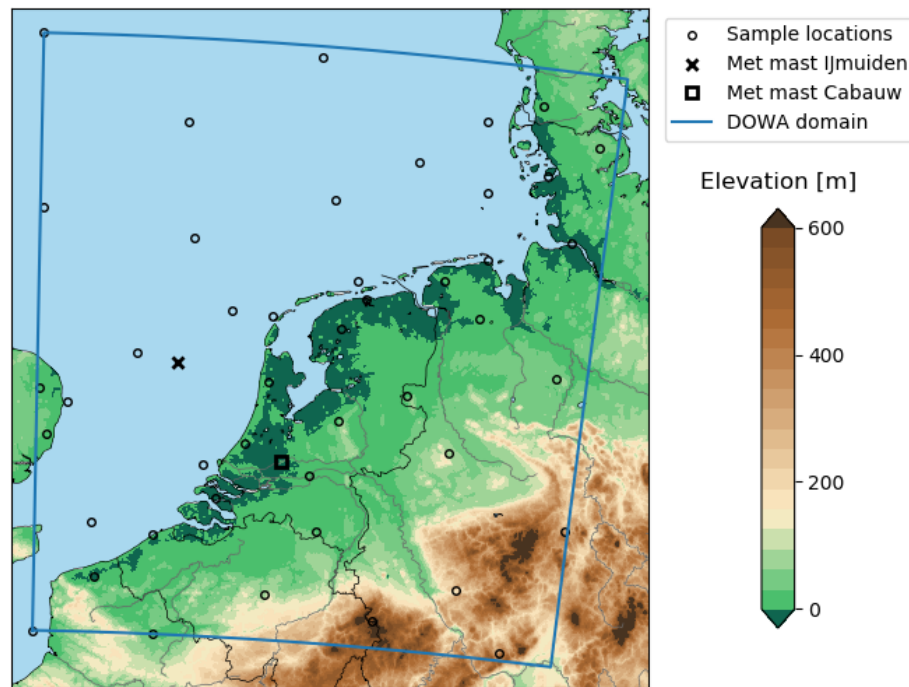 Sample locations
Met mast IJmuiden
Met mast Cabauw
DOWA domain
Elevation [m]
600
400
200
0